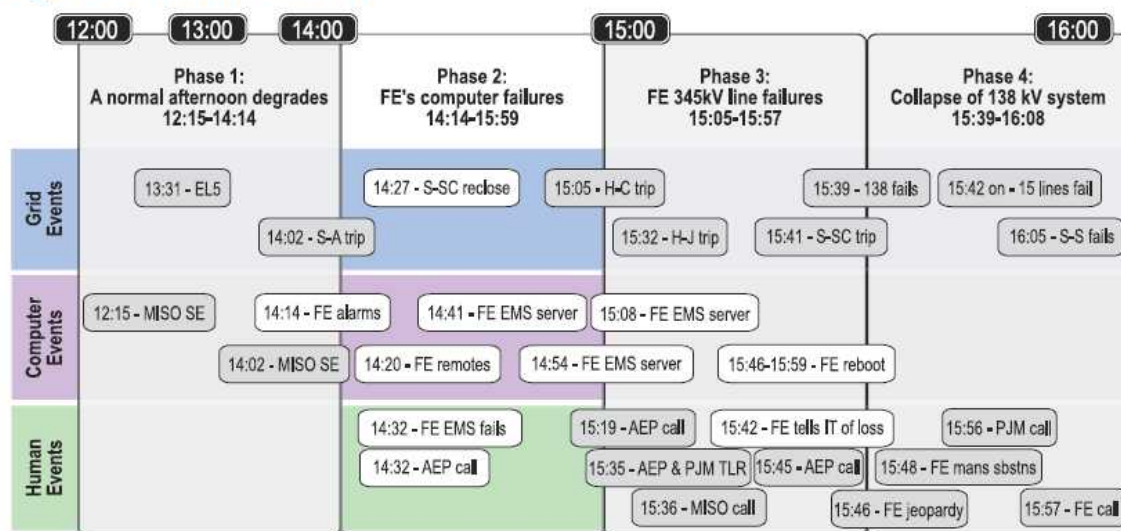 12:00 13:00 14:00 15:00 16:00
Phase 1:
A normal afternoon degrades
12:15-14:14
Phase 2:
FE's computer failures
14:14-15:59
Phase 3:
FE 345kV line failures
15:05-15:57
Phase 4:
Collapse of 138 kV system
15:39-16:08
Grid
Events
13:31 - EL5
14:27 - S-SC reclose
15:05 - H-C trip
15:39 - 138 fails
15:42 on - 15 lines fail
14:02 - S-A trip
15:32 - H-J trip
15:41 - S-SC trip
16:05 - S-S fails
Computer
Events
12:15 - MISO SE
14:14 - FE alarms
14:41 - FE EMS server
15:08 - FE EMS server
14:02 - MISO SE
14:20 - FE remotes
14:54 - FE EMS server
15:46-15:59 - FE reboot
Human
Events
14:32 - FE EMS fails
15:19 - AEP call
15:42 - FE tells IT of loss
15:56 - PJM call
14:32 - AEP call
15:35 - AEP & PJM TLR
15:45 - AEP call
15:48 - FE mans sbstns
15:36 - MISO call
15:46 - FE jeopardy
15:57 - FE call